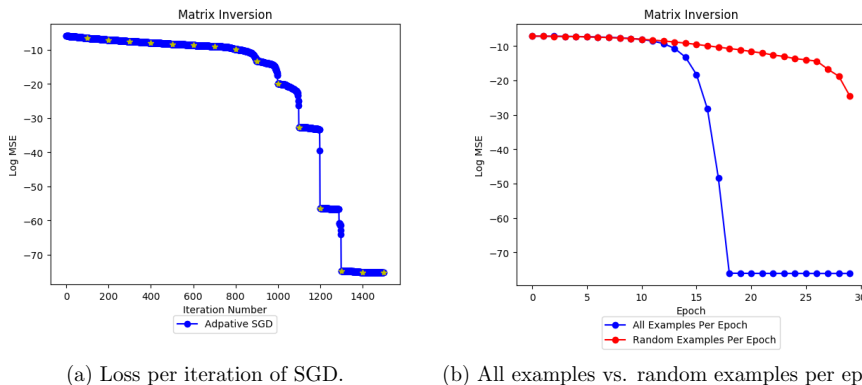 Matrix Inversion
Log MSE
−10
−20
−30
−40
−50
−60
−70
0 200 400 600 800 1000 1200 1400
Iteration Number
Adpative SGD
(a) Loss per iteration of SGD.
Matrix Inversion
Log MSE
−10
−20
−30
−40
−50
−60
−70
0 5 10 15 20 25 30
Epoch
All Examples Per Epoch
Random Examples Per Epoch
(b) All examples vs. random examples per ep